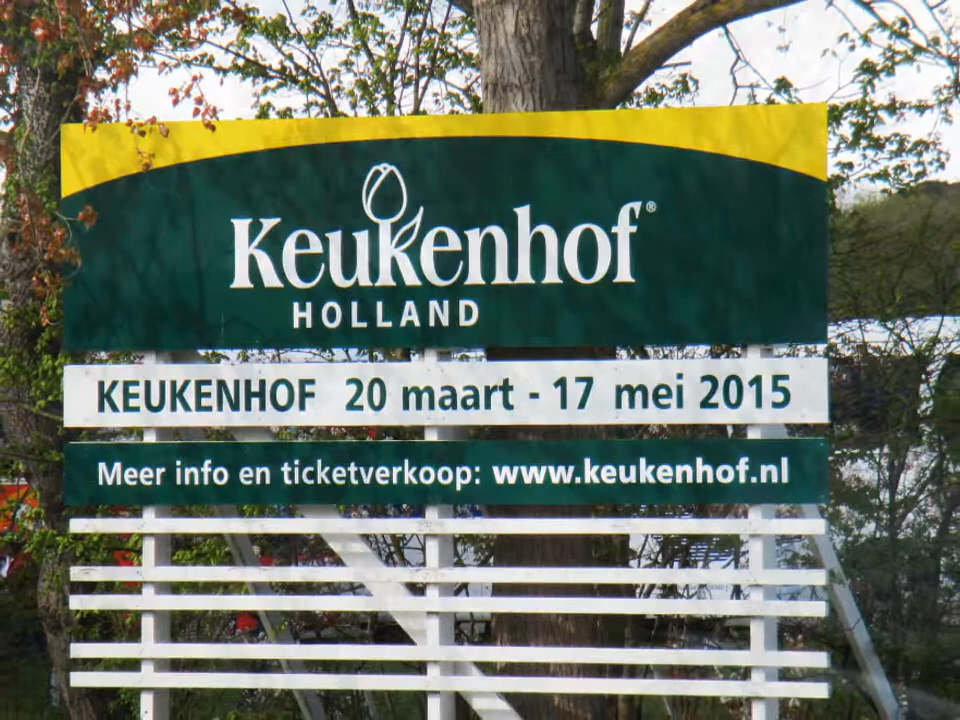 Keukenhof®
HOLLAND
KEUKENHOF 20 maart - 17 mei 2015
Meer info en ticketverkoop: www.keukenhof.nl